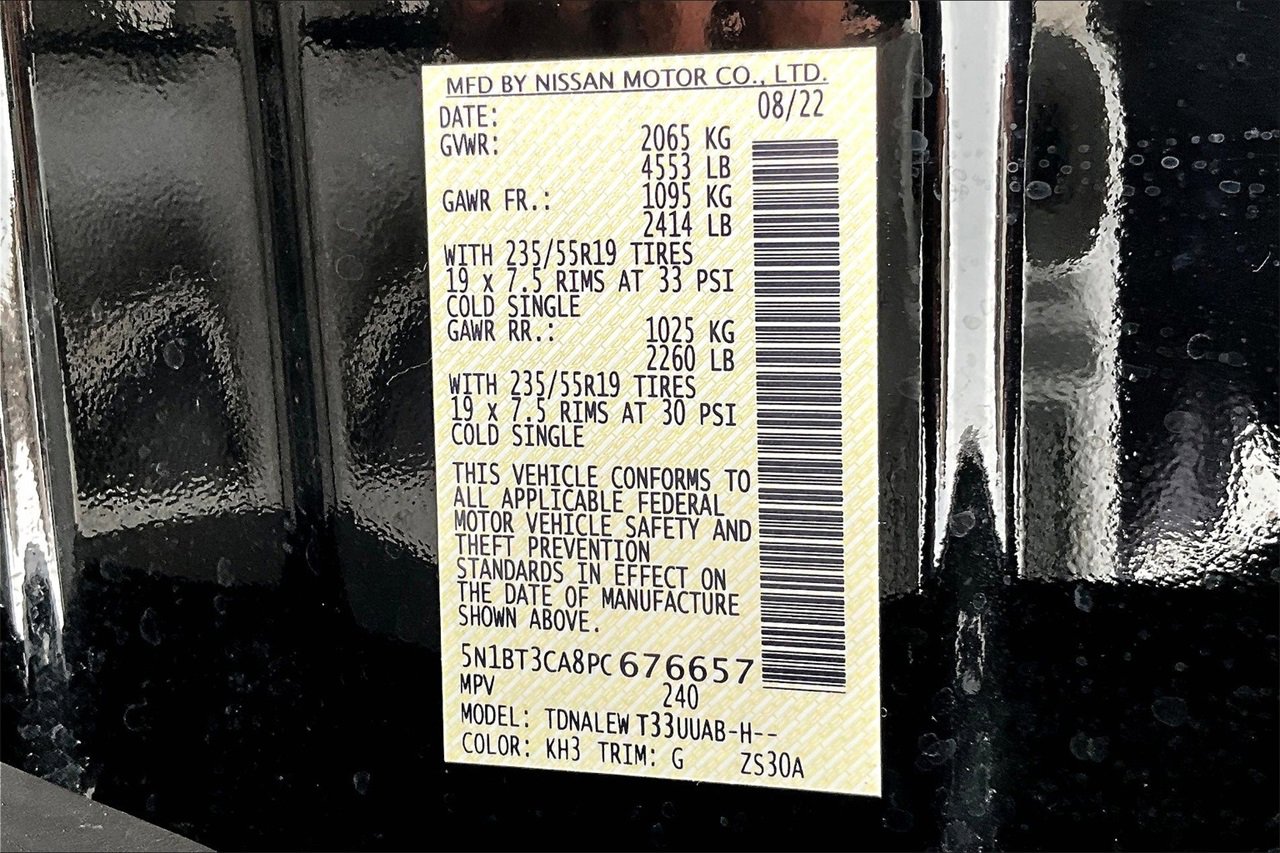 MFD BY NISSAN MOTOR CO., LTD.
DATE: 08/22
GVWR: 2065 KG
4553 LB
GAWR FR.: 1095 KG
2414 LB
WITH 235/55R19 TIRES
19 x 7.5 RIMS AT 33 PSI
COLD SINGLE
GAWR RR.: 1025 KG
2260 LB
WITH 235/55R19 TIRES
19 x 7.5 RIMS AT 30 PSI
COLD SINGLE
THIS VEHICLE CONFORMS TO
ALL APPLICABLE FEDERAL
MOTOR VEHICLE SAFETY AND
THEFT PREVENTION
STANDARDS IN EFFECT ON
THE DATE OF MANUFACTURE
SHOWN ABOVE.
5N1BT3CA8PC676657
MPV 240
MODEL: TDNALEW T33UUAB-H--
COLOR: KH3 TRIM: G ZS30A